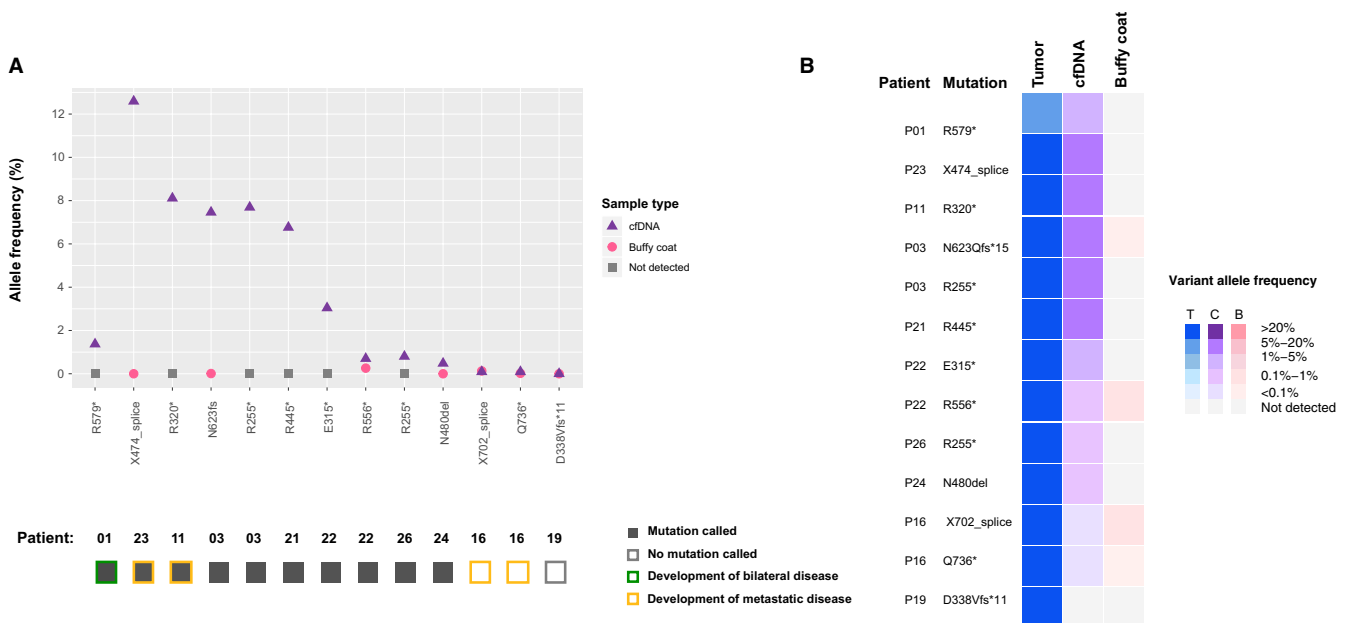 A
Allele frequency (%)
12
10
8
6
4
2
0
R579*
X474_splice
R320*
N623fs
R255*
R445*
E315*
R556*
R255*
N480del
X702_splice
Q736*
D338Vfs*11
Sample type
cfDNA
Buffy coat
Not detected
Patient: 01 23 11 03 03 21 22 22 26 24 16 16 19
Mutation called
No mutation called
Development of bilateral disease
Development of metastatic disease
B
Patient Mutation Tumor cfDNA Buffy coat
P01 R579*
P23 X474_splice
P11 R320*
P03 N623Qfs*15
P03 R255*
P21 R445*
P22 E315*
P22 R556*
P26 R255*
P24 N480del
P16 X702_splice
P16 Q736*
P19 D338Vfs*11
Variant allele frequency
T C B
>20%
5%–20%
1%–5%
0.1%–1%
<0.1%
Not detected